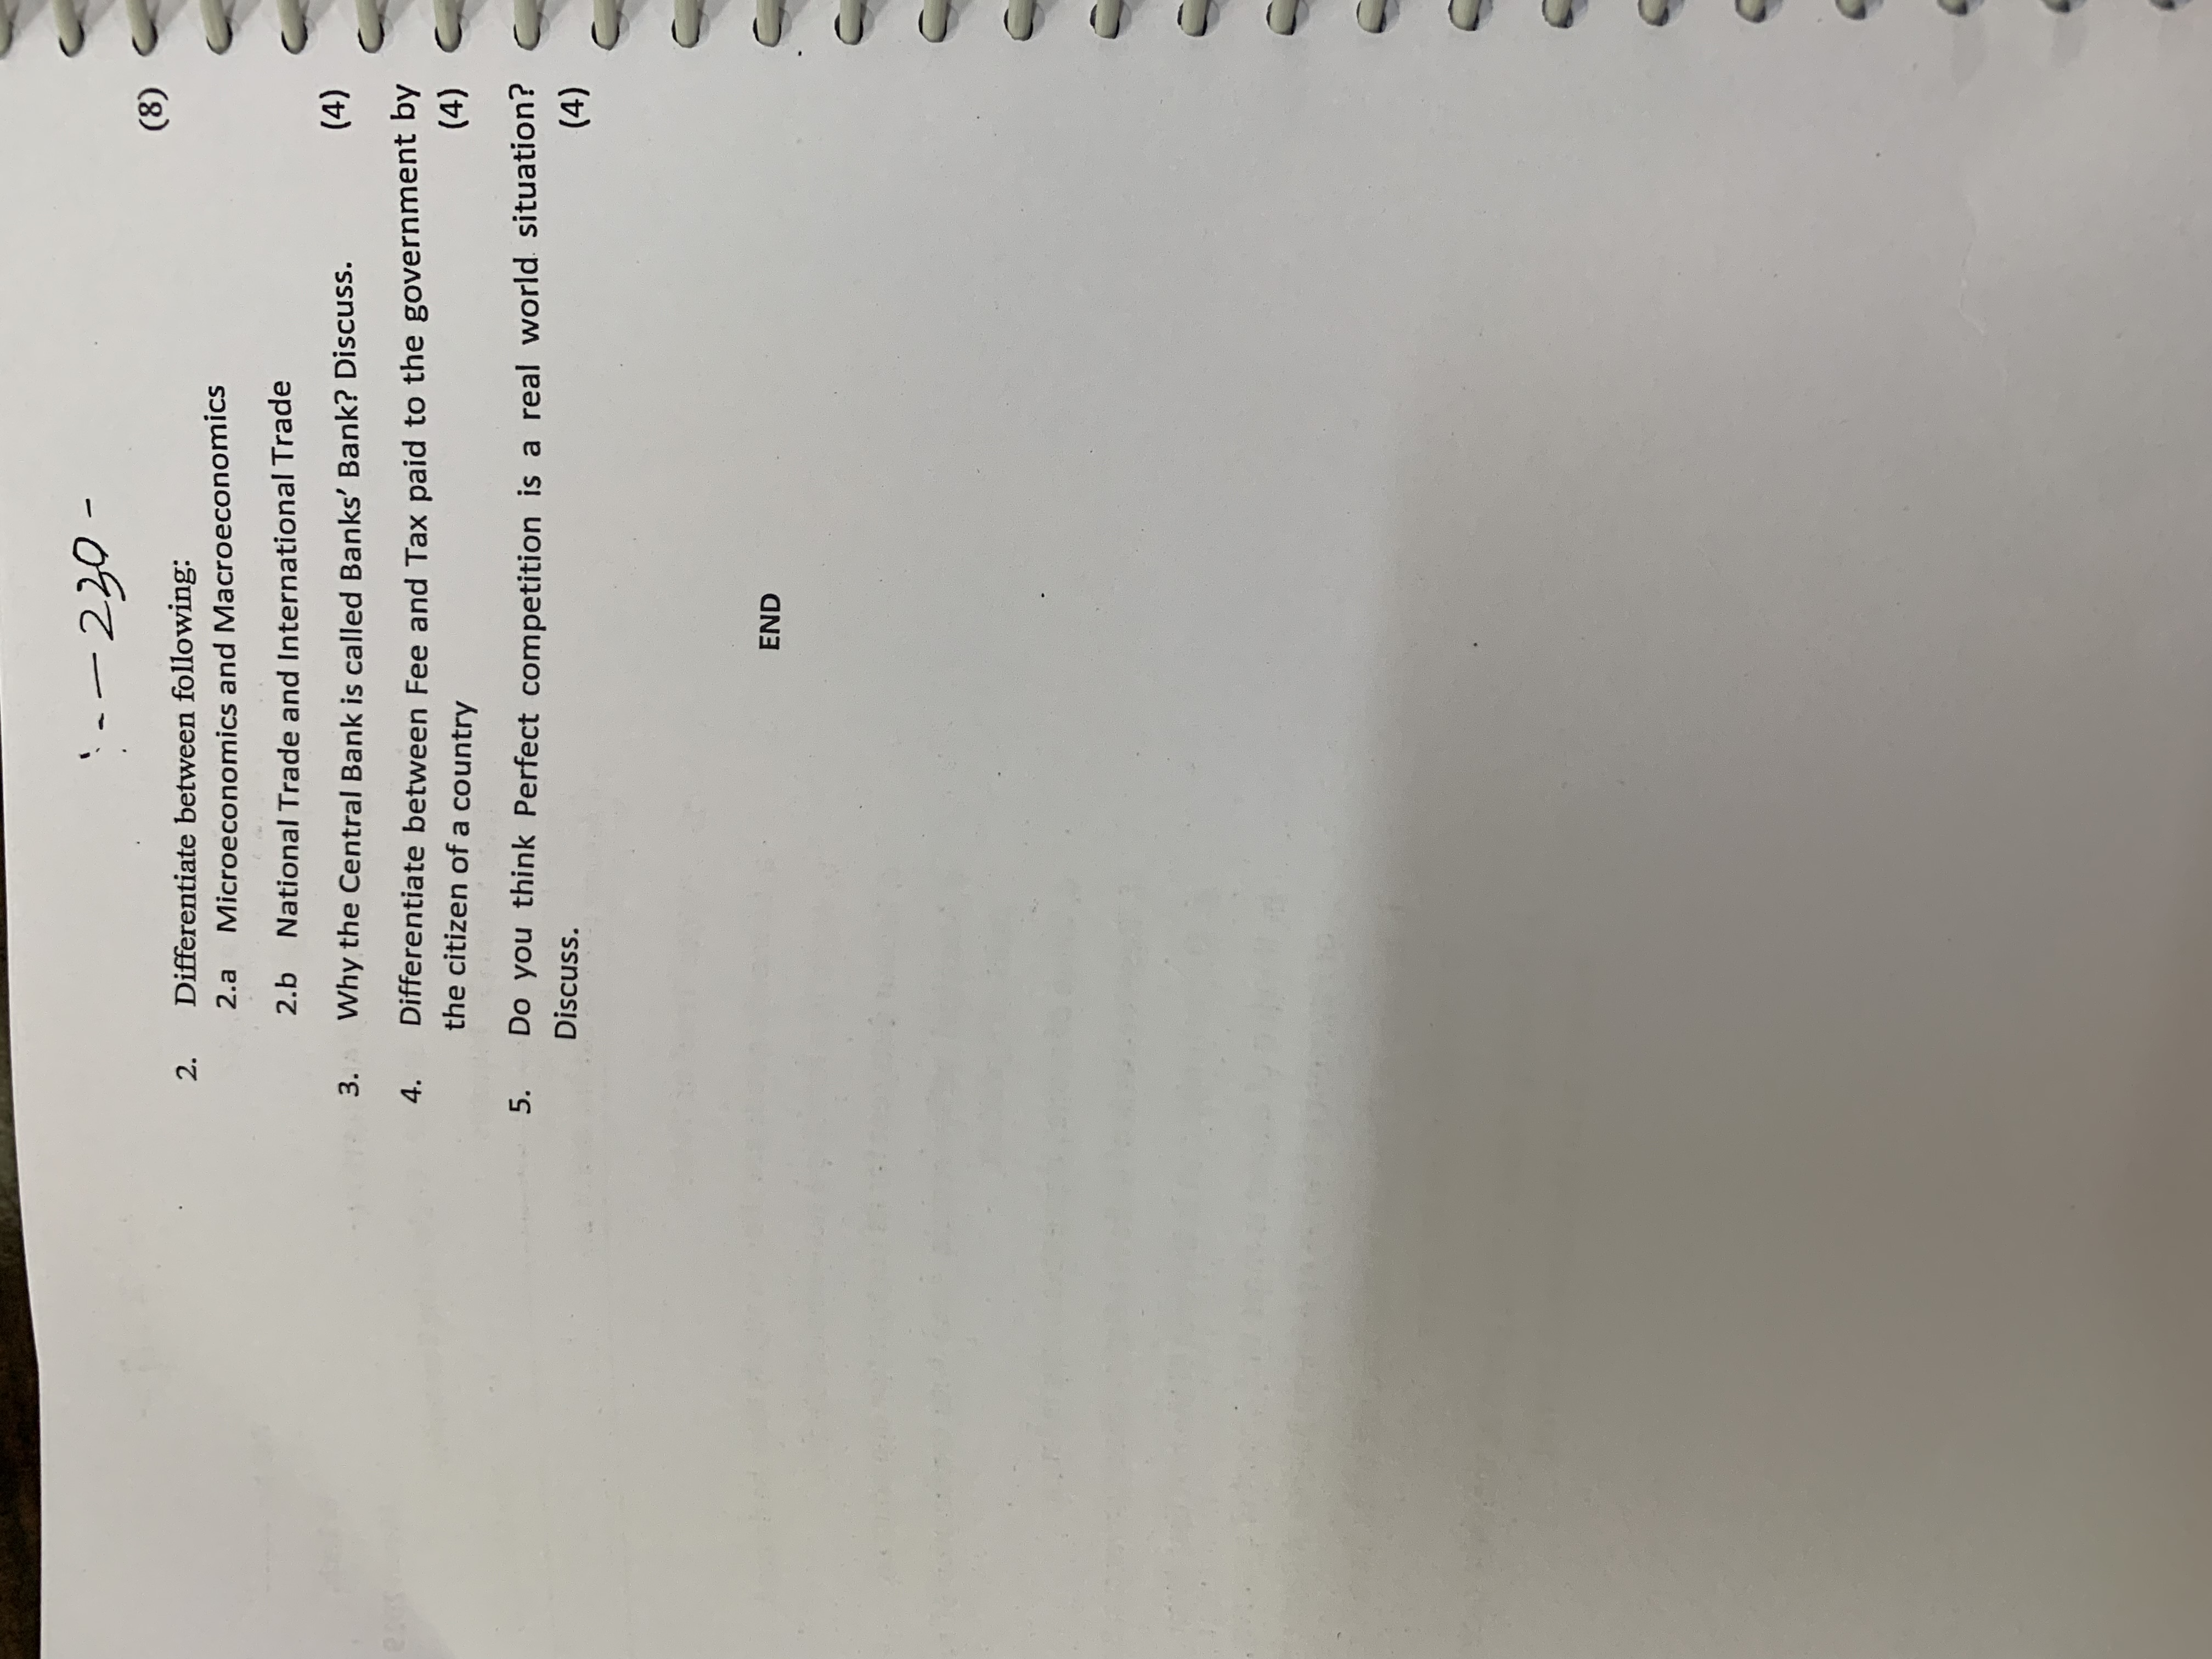 - - 230 -
(8)
2. Differentiate between following:
2.a Microeconomics and Macroeconomics
2.b National Trade and International Trade
3. Why the Central Bank is called Banks' Bank? Discuss. (4)
4. Differentiate between Fee and Tax paid to the government by
the citizen of a country (4)
5. Do you think Perfect competition is a real world situation?
Discuss. (4)
END